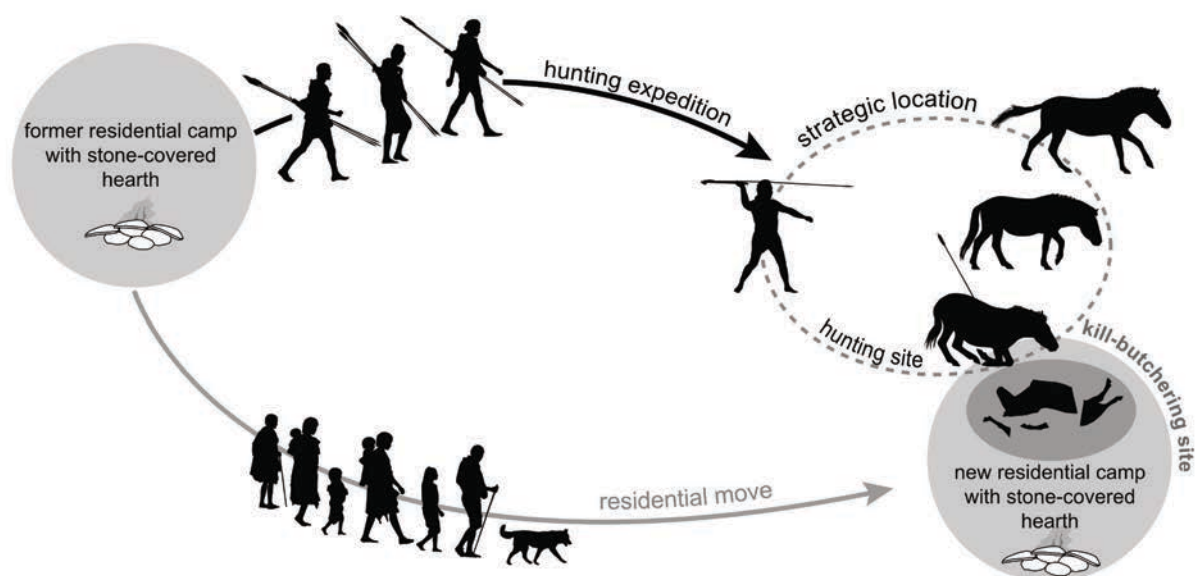 former residential camp
with stone-covered
hearth
hunting expedition
strategic location
hunting site
kill-butchering site
residential move
new residential camp
with stone-covered
hearth